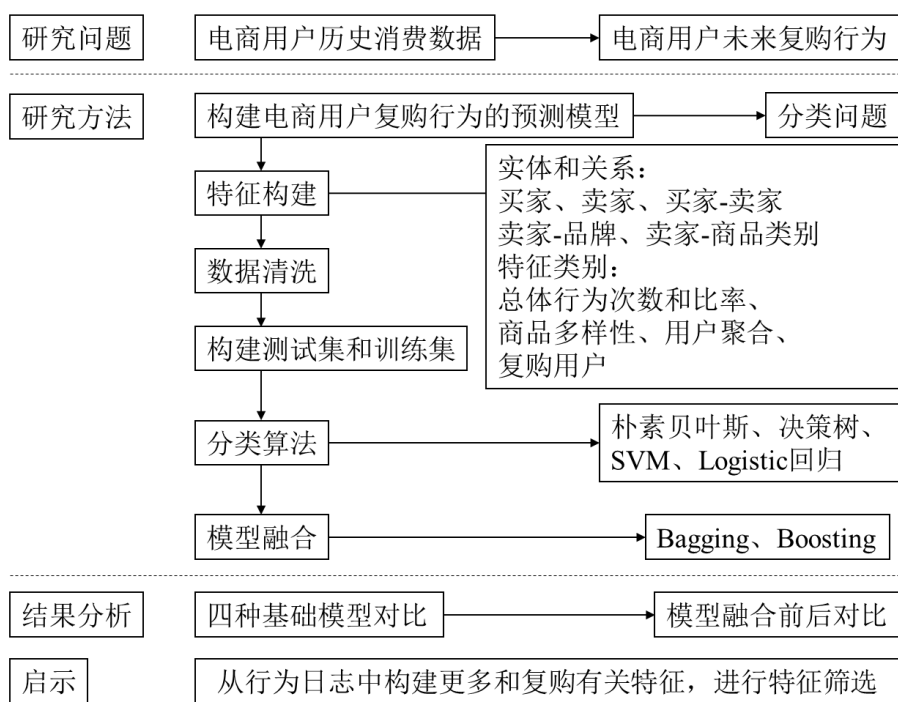 研究问题
电商用户历史消费数据
电商用户未来复购行为
研究方法
构建电商用户复购行为的预测模型
分类问题
特征构建
实体和关系：
买家、卖家、买家-卖家
卖家-品牌、卖家-商品类别
特征类别：
总体行为次数和比率、
商品多样性、用户聚合、
复购用户
数据清洗
构建测试集和训练集
分类算法
朴素贝叶斯、决策树、
SVM、Logistic回归
模型融合
Bagging、Boosting
结果分析
四种基础模型对比
模型融合前后对比
启示
从行为日志中构建更多和复购有关特征，进行特征筛选